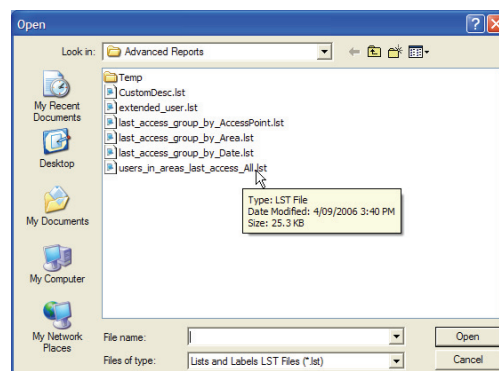 Open
Look in:
Advanced Reports
My Recent
Documents
Desktop
My Documents
My Computer
My Network
Places
Temp
CustomDesc.lst
extended_user.lst
last_access_group_by_AccessPoint.lst
last_access_group_by_Area.lst
last_access_group_by_Date.lst
users_in_areas_last_access_All.lst
Type: LST File
Date Modified: 4/09/2006 3:40 PM
Size: 25.3 KB
File name:
Open
Files of type:
Lists and Labels LST Files (*.lst)
Cancel